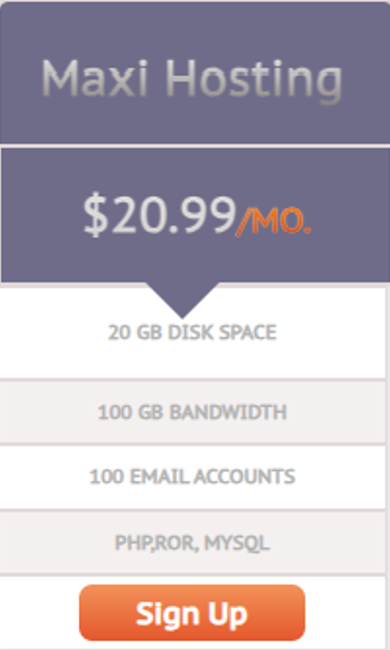 Maxi Hosting
$20.99/MO.
20 GB DISK SPACE
100 GB BANDWIDTH
100 EMAIL ACCOUNTS
PHP,ROR, MYSQL
Sign Up